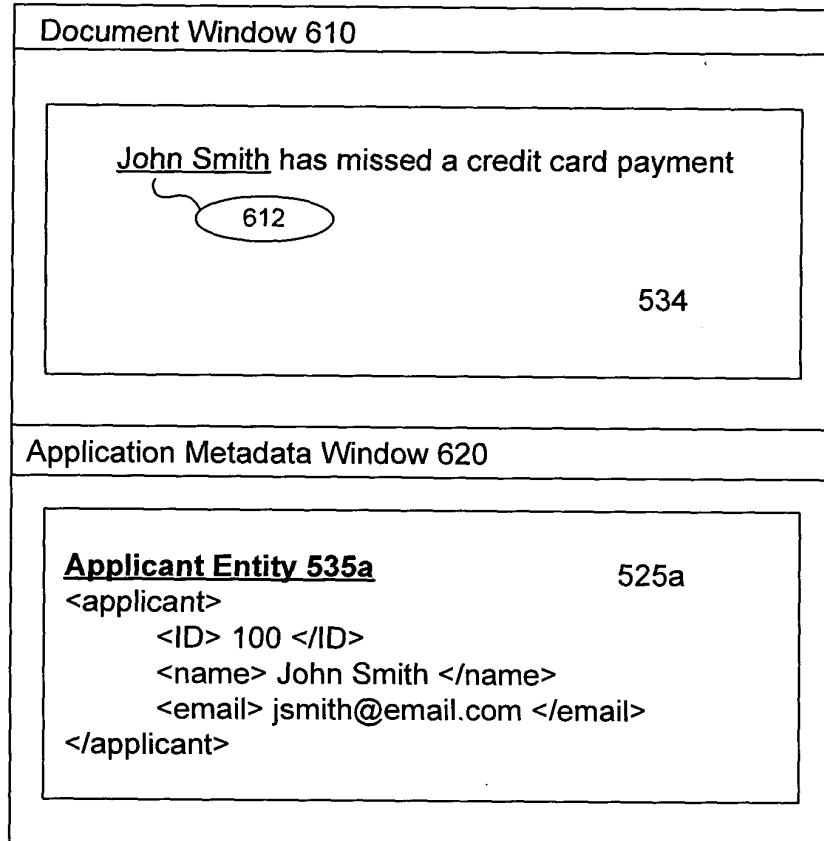 Document Window 610
John Smith has missed a credit card payment
612
534
Application Metadata Window 620
Applicant Entity 535a 525a
<applicant>
<ID> 100 </ID>
<name> John Smith </name>
<email> jsmith@email.com </email>
</applicant>